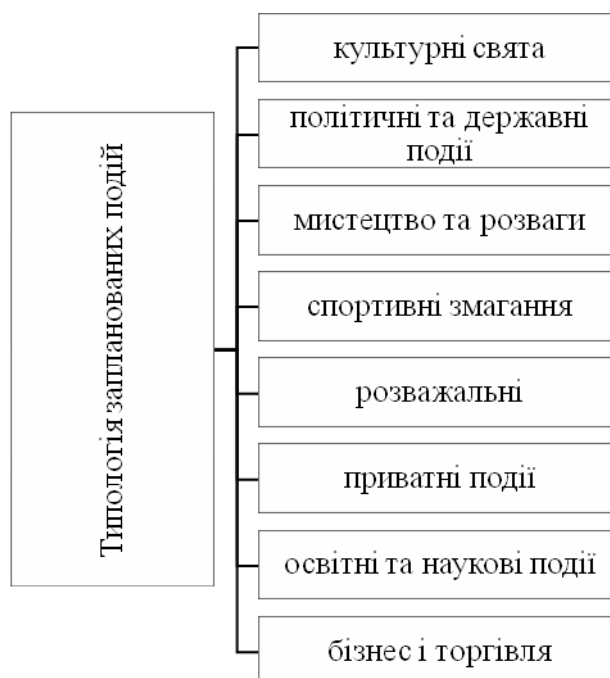 Типологія запланованих подій
культурні свята
політичні та державні
події
мистецтво та розваги
спортивні змагання
розважальні
приватні події
освітні та наукові події
бізнес і торгівля